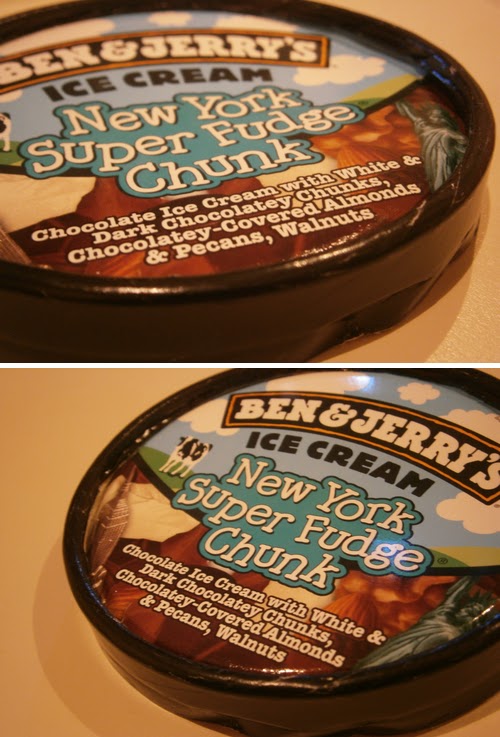 BEN & JERRY'S
ICE CREAM
New York
Super Fudge
Chunk
Chocolate Ice Cream with White &
Dark Chocolatey Chunks,
Chocolatey-Covered Almonds
& Pecans, Walnuts
BEN & JERRY'S
ICE CREAM
New York
Super Fudge
Chunk
Chocolate Ice Cream with White &
Dark Chocolatey Chunks,
Chocolatey-Covered Almonds
& Pecans, Walnuts